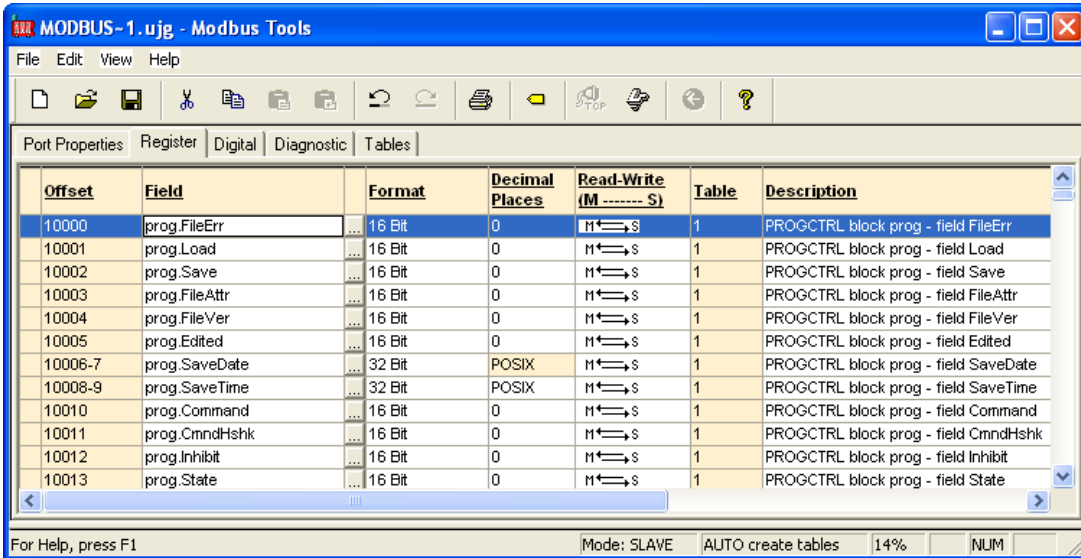 MODBUS~1.ujg - Modbus Tools
File Edit View Help
STOP
Port Properties Register Digital Diagnostic Tables
Offset Field Format Decimal Places Read-Write (M ------- S) Table Description
10000 prog.FileErr ... 16 Bit 0 M S 1 PROGCTRL block prog - field FileErr
10001 prog.Load ... 16 Bit 0 M S 1 PROGCTRL block prog - field Load
10002 prog.Save ... 16 Bit 0 M S 1 PROGCTRL block prog - field Save
10003 prog.FileAttr ... 16 Bit 0 M S 1 PROGCTRL block prog - field FileAttr
10004 prog.FileVer ... 16 Bit 0 M S 1 PROGCTRL block prog - field FileVer
10005 prog.Edited ... 16 Bit 0 M S 1 PROGCTRL block prog - field Edited
10006-7 prog.SaveDate ... 32 Bit POSIX M S 1 PROGCTRL block prog - field SaveDate
10008-9 prog.SaveTime ... 32 Bit POSIX M S 1 PROGCTRL block prog - field SaveTime
10010 prog.Command ... 16 Bit 0 M S 1 PROGCTRL block prog - field Command
10011 prog.CmndHshk ... 16 Bit 0 M S 1 PROGCTRL block prog - field CmndHshk
10012 prog.Inhibit ... 16 Bit 0 M S 1 PROGCTRL block prog - field Inhibit
10013 prog.State ... 16 Bit 0 M S 1 PROGCTRL block prog - field State
For Help, press F1 Mode: SLAVE AUTO create tables 14% NUM